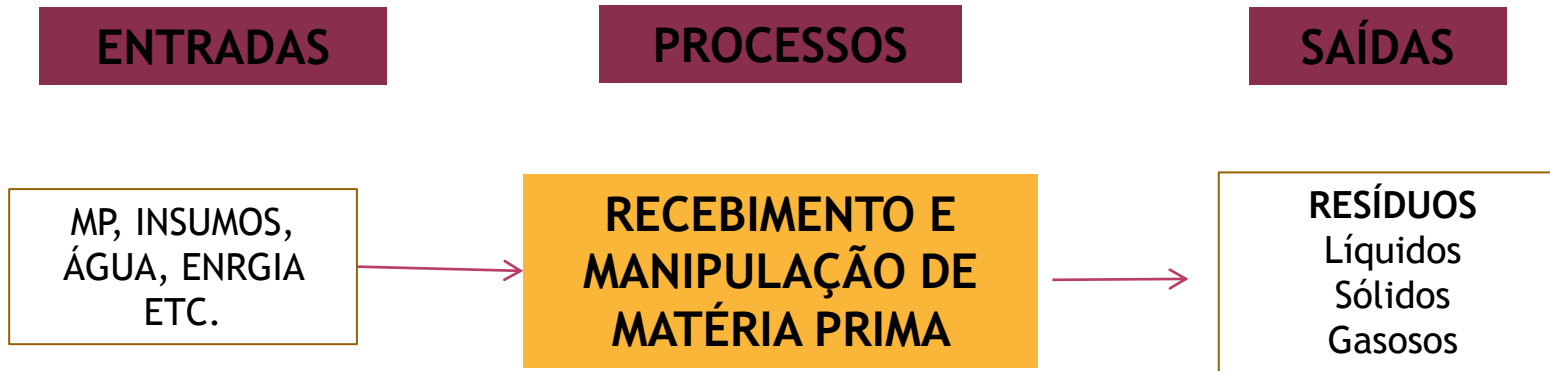 ENTRADAS
PROCESSOS
SAÍDAS
MP, INSUMOS,
ÁGUA, ENRGIA
ETC.
RECEBIMENTO E
MANIPULAÇÃO DE
MATÉRIA PRIMA
RESÍDUOS
Líquidos
Sólidos
Gasosos